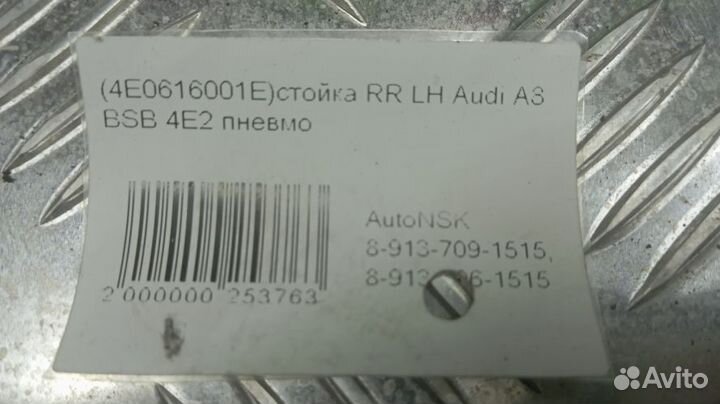 (4E0616001E)стойка RR LH Audi A8
BSB 4E2 пневмо
AutoNSK
8-913-709-1515,
2 000000 253763
Avito